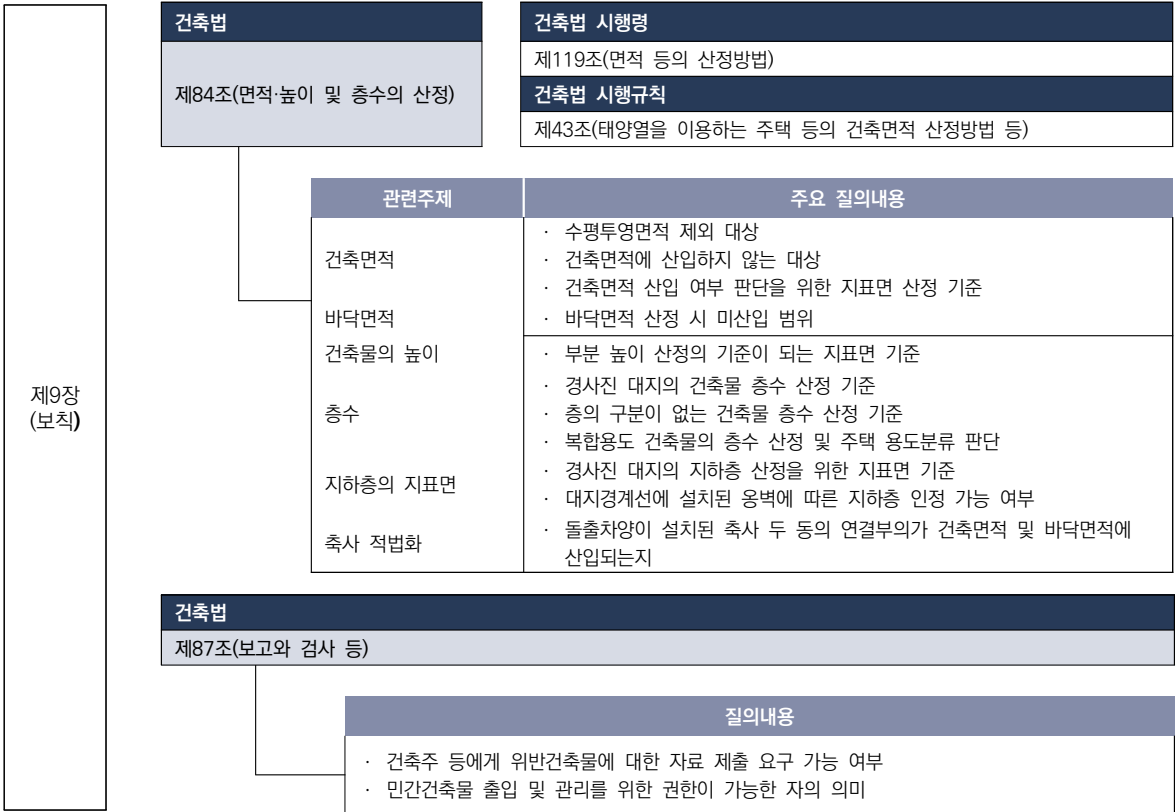 제9장
(보칙)
건축법
제84조(면적·높이 및 층수의 산정)
건축법 시행령
제119조(면적 등의 산정방법)
건축법 시행규칙
제43조(태양열을 이용하는 주택 등의 건축면적 산정방법 등)
관련주제
주요 질의내용
건축면적
· 수평투영면적 제외 대상
· 건축면적에 산입하지 않는 대상
· 건축면적 산입 여부 판단을 위한 지표면 산정 기준
바닥면적
· 바닥면적 산정 시 미산입 범위
건축물의 높이
· 부분 높이 산정의 기준이 되는 지표면 기준
층수
· 경사진 대지의 건축물 층수 산정 기준
· 층의 구분이 없는 건축물 층수 산정 기준
· 복합용도 건축물의 층수 산정 및 주택 용도분류 판단
지하층의 지표면
· 경사진 대지의 지하층 산정을 위한 지표면 기준
· 대지경계선에 설치된 옹벽에 따른 지하층 인정 가능 여부
축사 적법화
· 돌출차양이 설치된 축사 두 동의 연결부의가 건축면적 및 바닥면적에
산입되는지
건축법
제87조(보고와 검사 등)
질의내용
· 건축주 등에게 위반건축물에 대한 자료 제출 요구 가능 여부
· 민간건축물 출입 및 관리를 위한 권한이 가능한 자의 의미